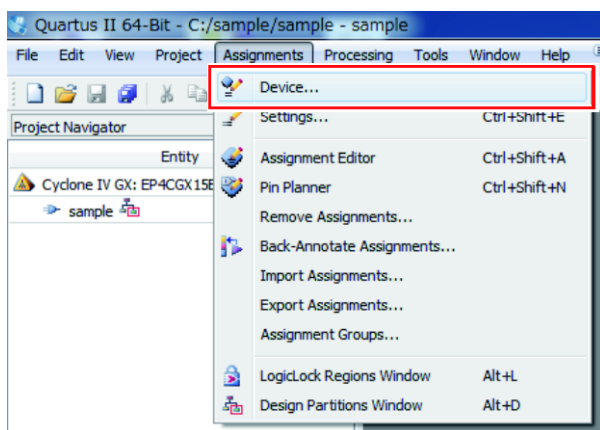 Quartus II 64-Bit - C:/sample/sample - sample
File Edit View Project Assignments Processing Tools Window Help
Device...
Project Navigator
Settings... Ctrl+Shift+E
Entity
Assignment Editor Ctrl+Shift+A
Cyclone IV GX: EP4CGX15B
Pin Planner Ctrl+Shift+N
sample
Remove Assignments...
Back-Annotate Assignments...
Import Assignments...
Export Assignments...
Assignment Groups...
LogicLock Regions Window Alt+L
Design Partitions Window Alt+D